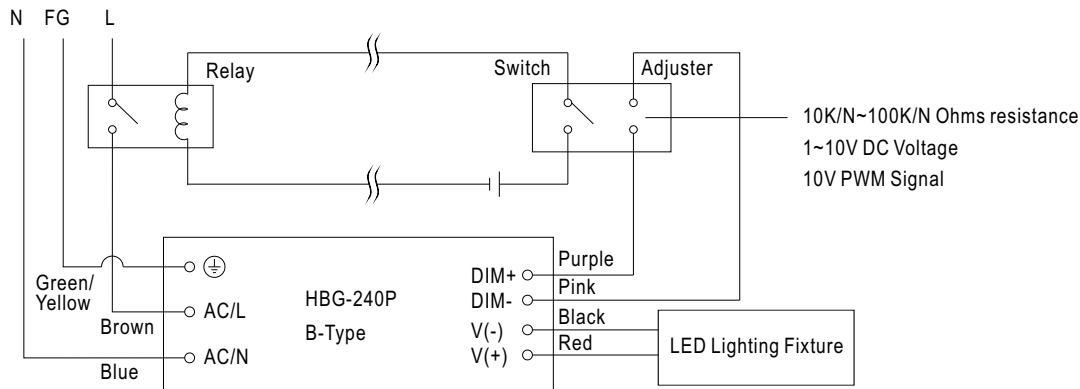 N FG L
Relay
Switch
Adjuster
10K/N~100K/N Ohms resistance
1~10V DC Voltage
10V PWM Signal
Green/
Yellow
Brown
Blue
AC/L
AC/N
HBG-240P
B-Type
DIM+
DIM-
V(-)
V(+)
Purple
Pink
Black
Red
LED Lighting Fixture